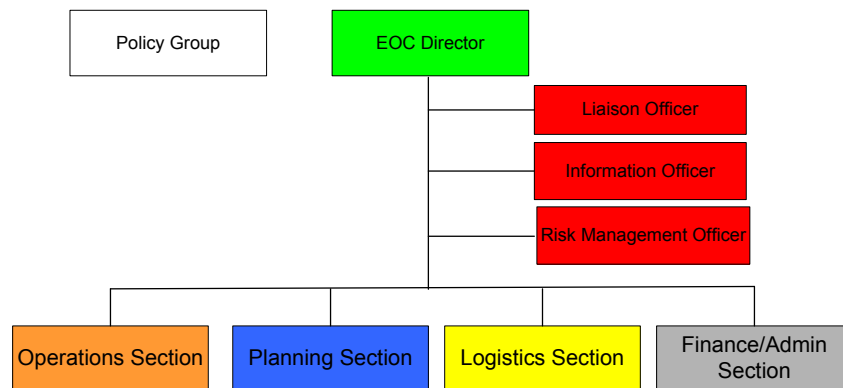 Policy Group
EOC Director
Liaison Officer
Information Officer
Risk Management Officer
Operations Section
Planning Section
Logistics Section
Finance/Admin
Section